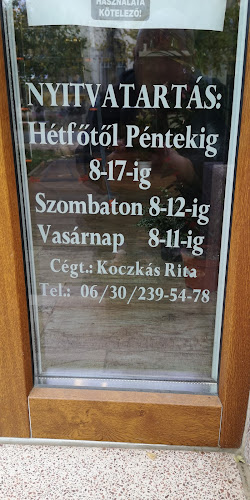 HASZNÁLATA
KÖTELEZŐ!
NYITVATARTÁS:
Hétfőtől Péntekig
8-17-ig
Szombaton 8-12-ig
Vasárnap 8-11-ig
Cégt.: Koczkás Rita
Tel.: 06/30/239-54-78